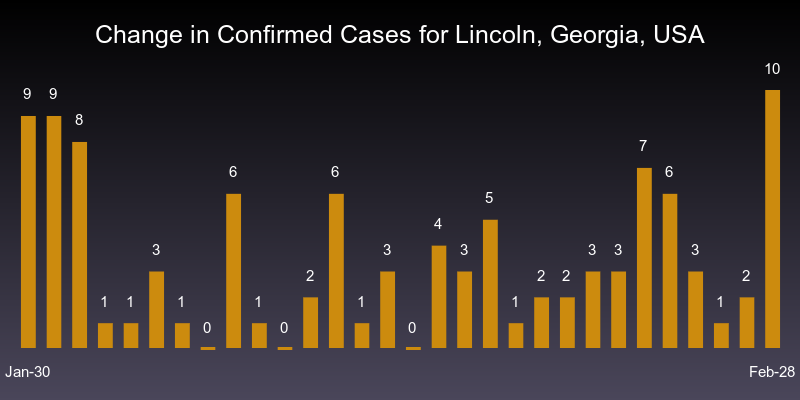 Change in Confirmed Cases for Lincoln, Georgia, USA
9 9 8 1 1 3 1 0 6 1 0 2 6 1 3 0 4 3 5 1 2 2 3 3 7 6 3 1 2 10
Jan-30 Feb-28